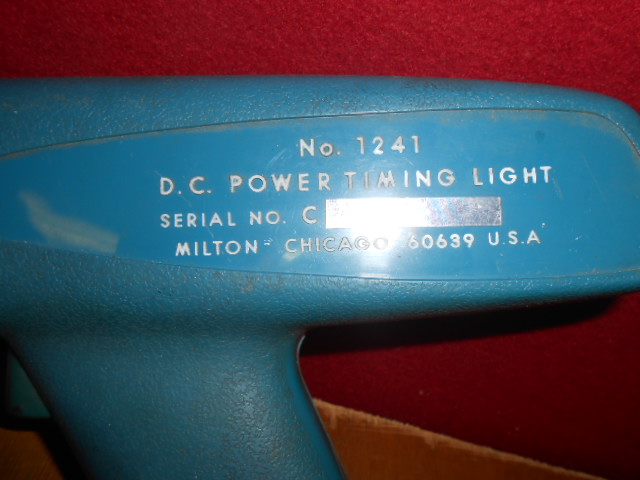 No. 1241
D.C. POWER TIMING LIGHT
SERIAL NO. C
MILTON CHICAGO 60639 U.S.A